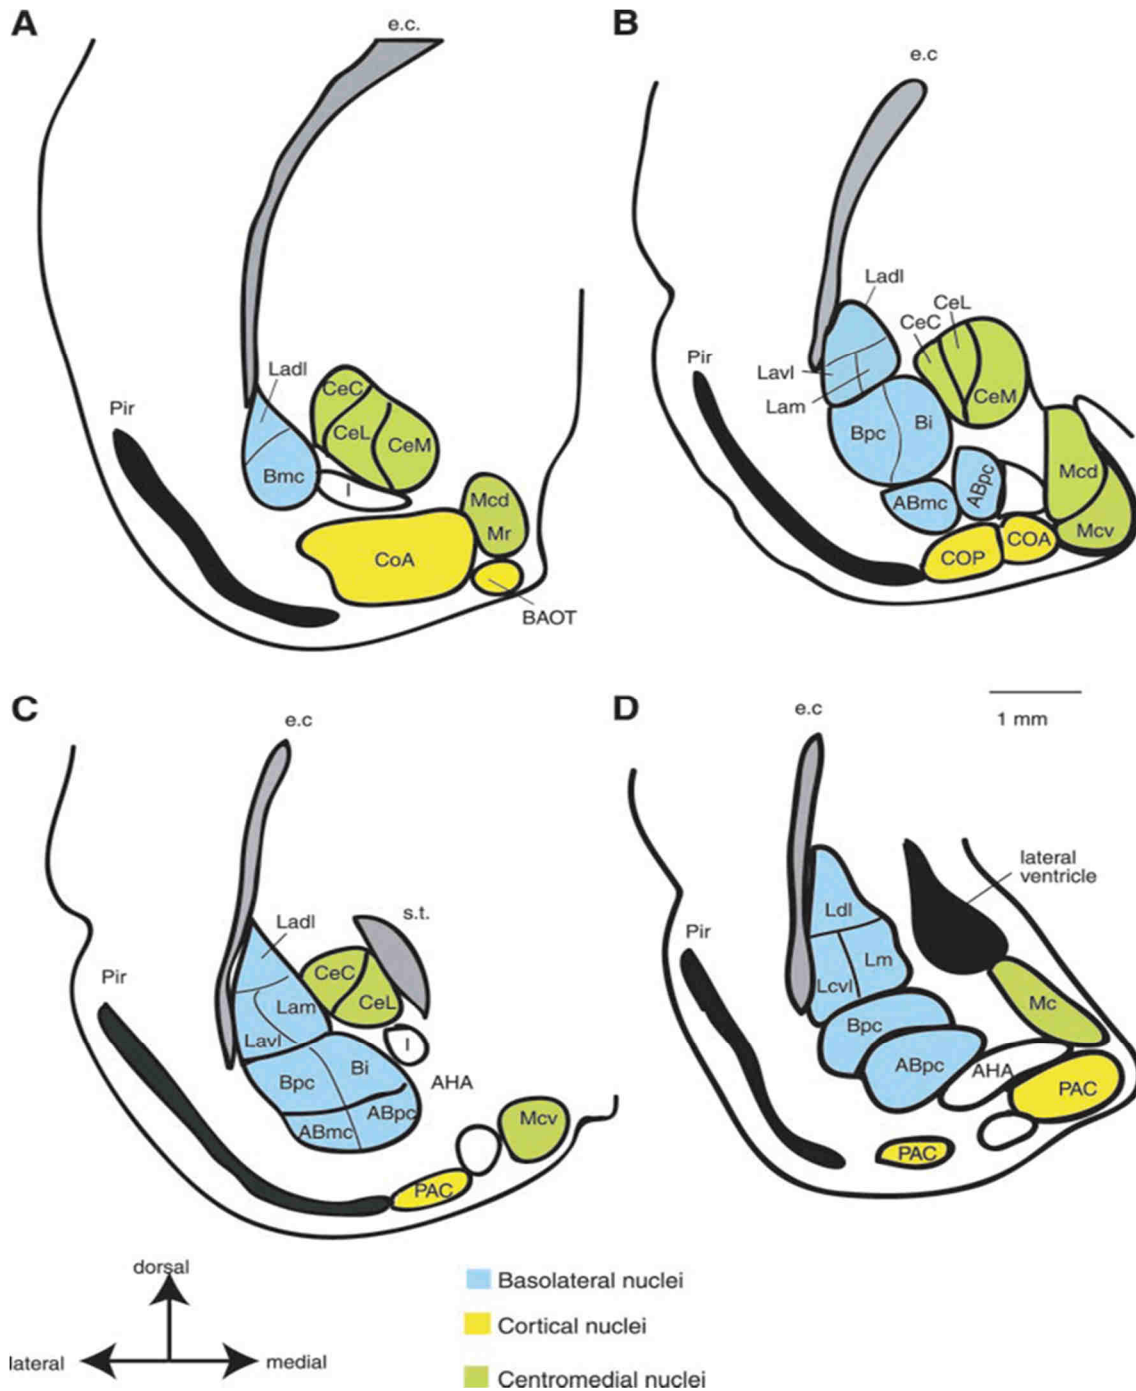 A
e.c.
Ladl
Pir
CeC
CeL
CeM
Bmc
I
Mcd
Mr
CoA
BAOT
B
e.c
Ladl
CeL
CeC
Pir
Lavl
CeM
Lam
Bpc
Bi
Mcd
ABpc
ABmc
Mcv
COA
COP
C
e.c
Ladl
s.t.
Pir
CeC
CeL
Lam
Lavl
I
Bi
Bpc
AHA
ABpc
ABmc
Mcv
PAC
D
e.c
1 mm
lateral
ventricle
Ldl
Pir
Lm
Lcvl
Mc
Bpc
ABpc
AHA
PAC
PAC
dorsal
lateral
medial
Basolateral nuclei
Cortical nuclei
Centromedial nuclei